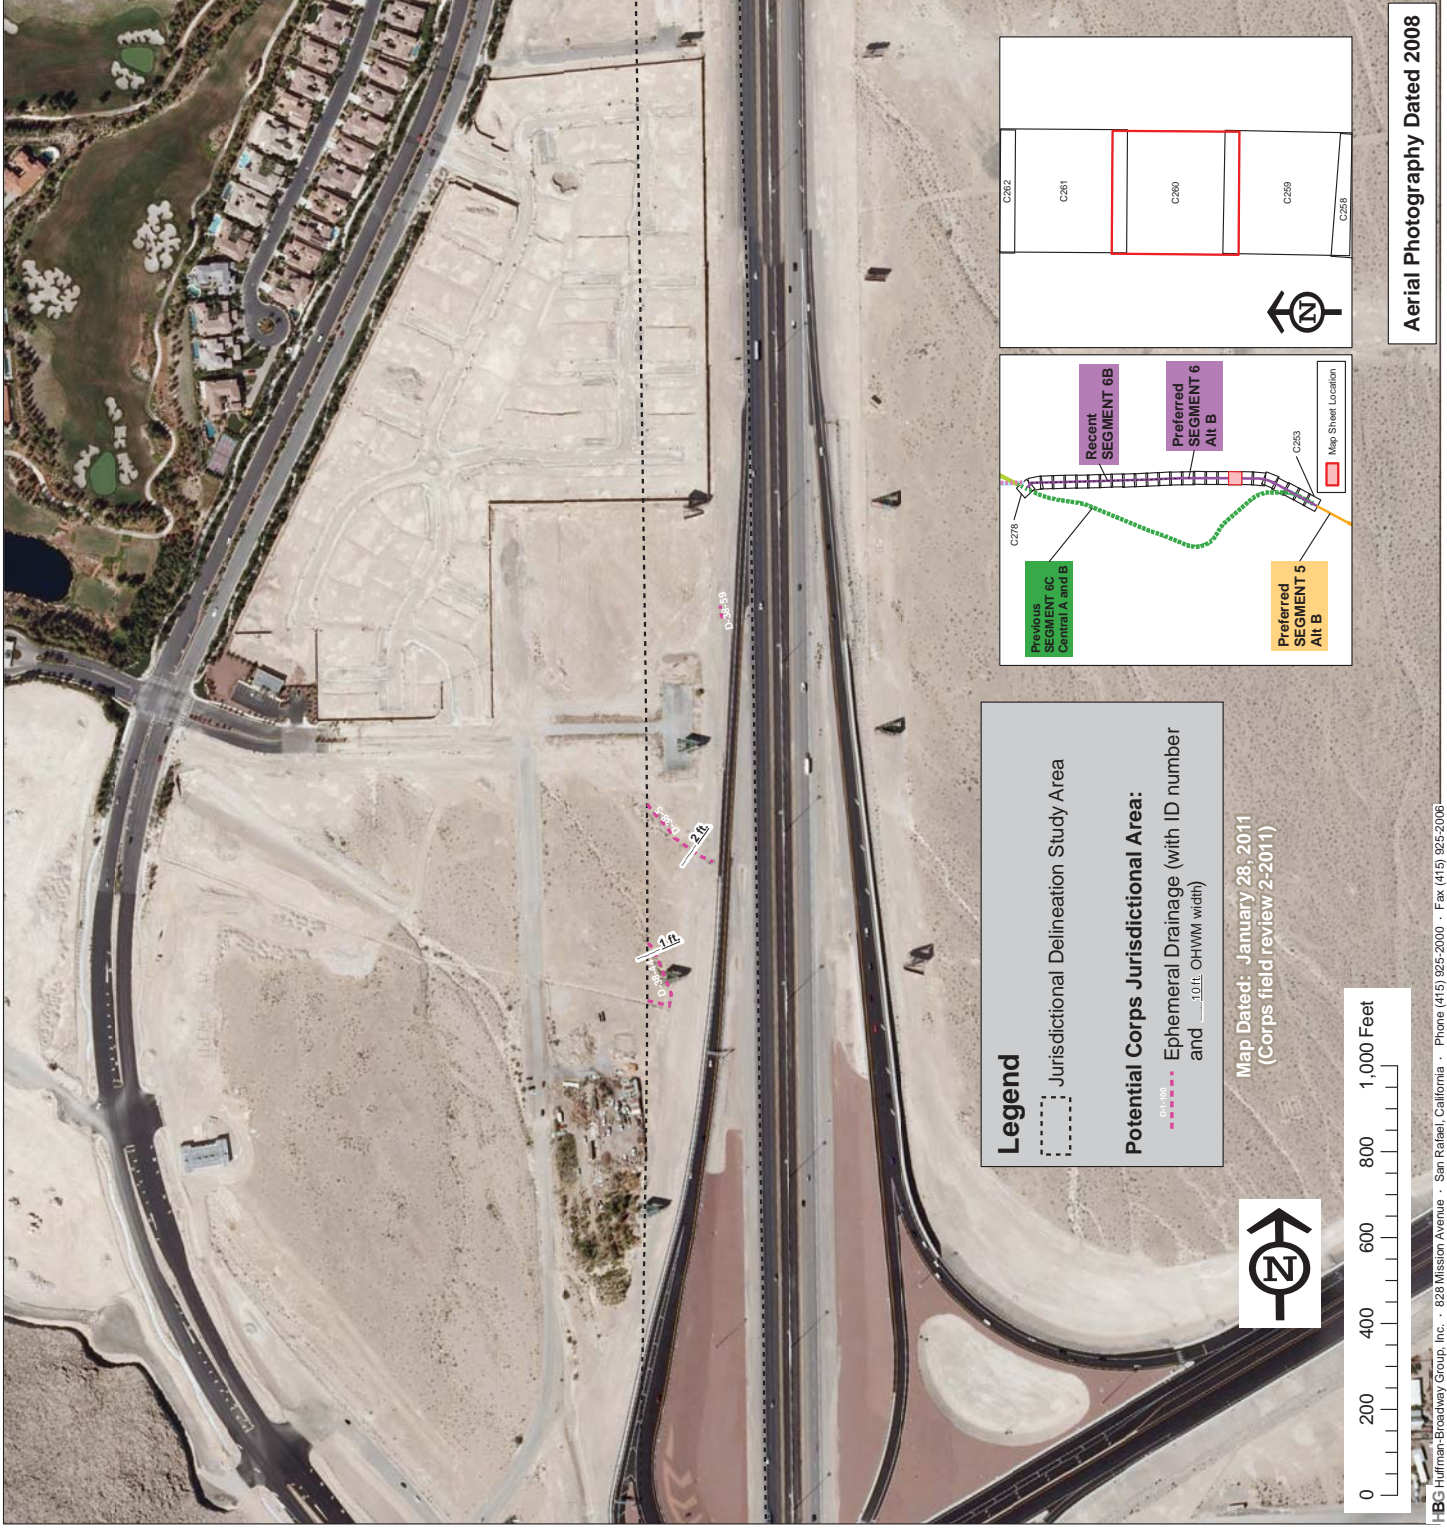 Aerial Photography Dated 2008
C262
C261
C260
C259
C258
N
Recent
SEGMENT 6B
Preferred
SEGMENT 6
Alt B
C278
C253
Previous
SEGMENT 6C
Central A and B
Preferred
SEGMENT 5
Alt B
Map Sheet Location
D-38-59
2 ft.
1 ft.
Legend
Jurisdictional Delineation Study Area
Potential Corps Jurisdictional Area:
D-1-100
Ephemeral Drainage (with ID number
and 10 ft. OHWM width)
Map Dated: January 28, 2011
(Corps field review 2-2011)
N
0 200 400 600 800 1,000 Feet
HBG Huffman-Broadway Group, Inc. · 828 Mission Avenue · San Rafael, California · Phone (415) 925-2000 · Fax (415) 925-2006